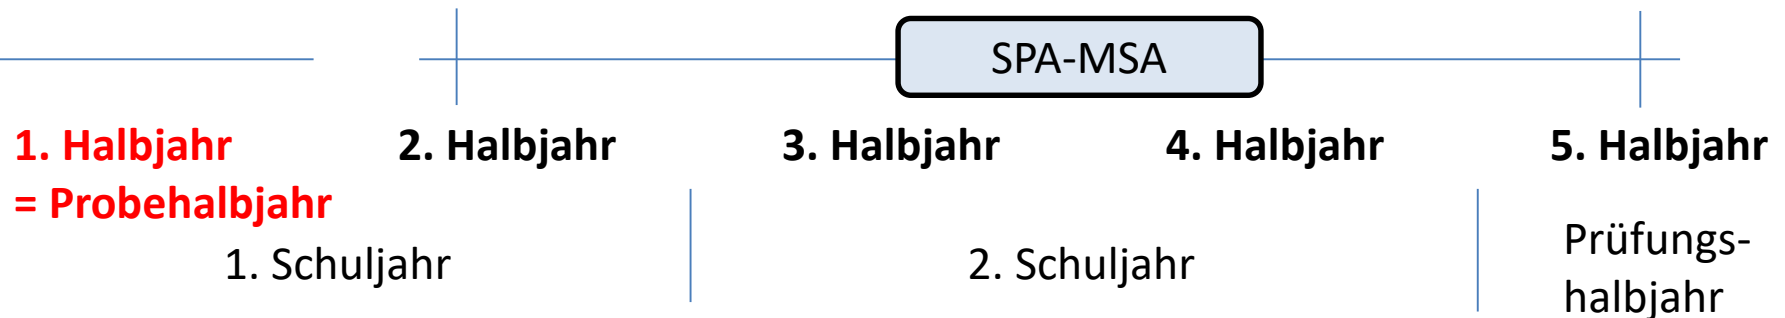 SPA-MSA
1. Halbjahr
= Probehalbjahr
2. Halbjahr
3. Halbjahr
4. Halbjahr
5. Halbjahr
1. Schuljahr
2. Schuljahr
Prüfungs-
halbjahr